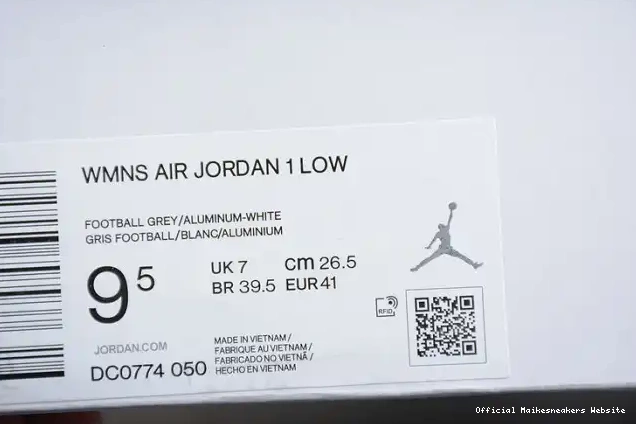 WMNS AIR JORDAN 1 LOW
FOOTBALL GREY/ALUMINUM-WHITE
GRIS FOOTBALL/BLANC/ALUMINIUM
9 5
UK 7 cm 26.5
BR 39.5 EUR 41
RFID
JORDAN.COM
DC0774 050
MADE IN VIETNAM /
FABRIQUE AU VIETNAM /
FABRICADO NO VIETNÃ /
HECHO EN VIETNAM
Official Maikesneakers Website